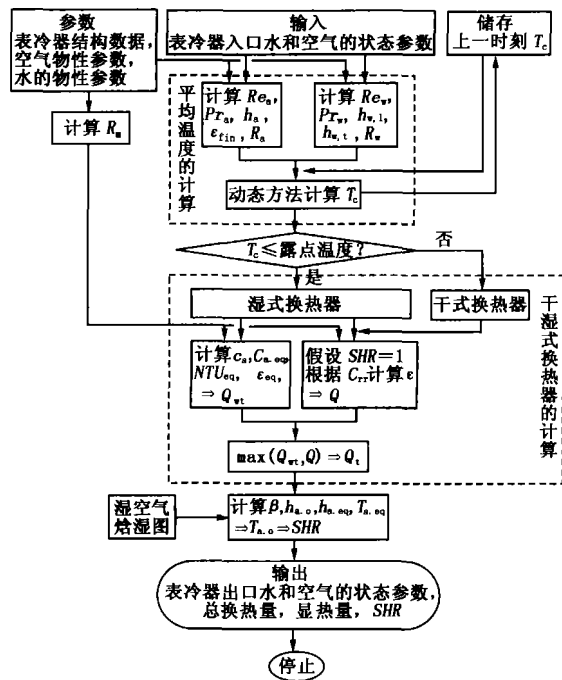 参数
表冷器结构数据,
空气物性参数,
水的物性参数
输入
表冷器入口水和空气的状态参数
储存
上一时刻 Tc
计算 Rm
平均温度的计算
计算 Rea,
Pra, ha,
εfin, Ra
计算 Rew,
Prw, hw,l
hw,t, Rw
动态方法计算 Tc
Tc≤露点温度?
否
是
湿式换热器
干式换热器
干湿式换热器的计算
计算 ca,Ca.eq,
NTUeq, εeq,
⇒ Qwt
假设 SHR=1
根据 Crr计算 ε
⇒ Q
max(Qwt,Q)⇒Qt
湿空气
焓湿图
计算 β,ha.o,ha.eq,Ta.eq
⇒Ta.o⇒SHR
输出
表冷器出口水和空气的状态参数,
总换热量, 显热量, SHR
停止